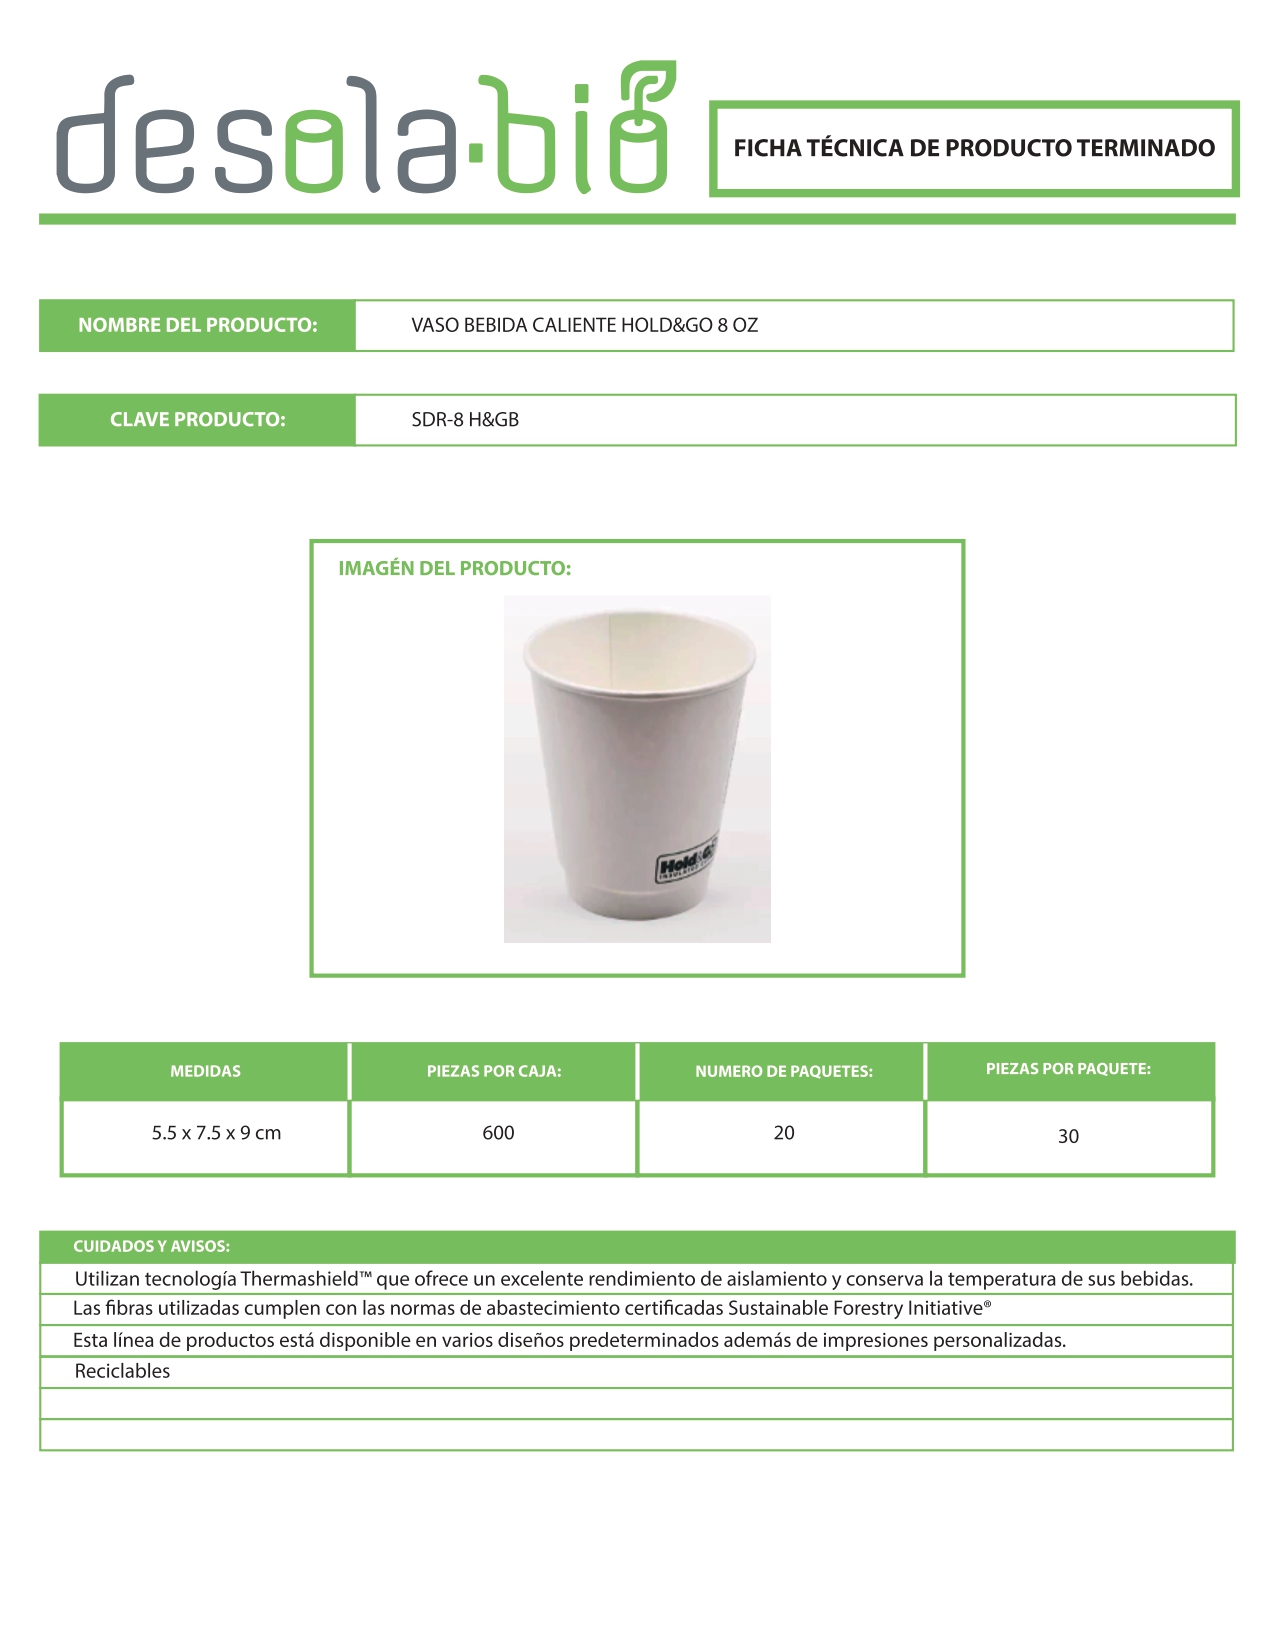 desola·bio
FICHA TÉCNICA DE PRODUCTO TERMINADO
NOMBRE DEL PRODUCTO: VASO BEBIDA CALIENTE HOLD&GO 8 OZ
CLAVE PRODUCTO: SDR-8 H&GB
IMAGÉN DEL PRODUCTO:
Hold&Go
MEDIDAS PIEZAS POR CAJA: NUMERO DE PAQUETES: PIEZAS POR PAQUETE:
5.5 x 7.5 x 9 cm 600 20 30
CUIDADOS Y AVISOS:
Utilizan tecnología Thermashield™ que ofrece un excelente rendimiento de aislamiento y conserva la temperatura de sus bebidas.
Las fibras utilizadas cumplen con las normas de abastecimiento certificadas Sustainable Forestry Initiative®
Esta línea de productos está disponible en varios diseños predeterminados además de impresiones personalizadas.
Reciclables